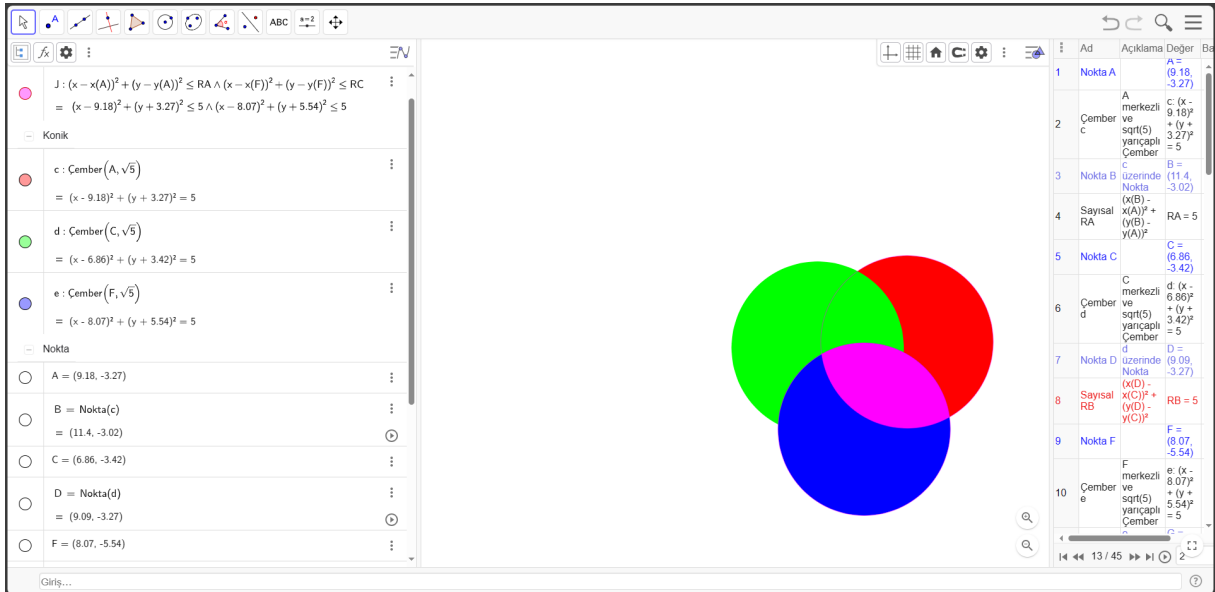 A
ABC
a=2
J : (x − x(A))² + (y − y(A))² ≤ RA ∧ (x − x(F))² + (y − y(F))² ≤ RC
= (x − 9.18)² + (y + 3.27)² ≤ 5 ∧ (x − 8.07)² + (y + 5.54)² ≤ 5
Konik
c : Çember(A, √5)
= (x - 9.18)² + (y + 3.27)² = 5
d : Çember(C, √5)
= (x - 6.86)² + (y + 3.42)² = 5
e : Çember(F, √5)
= (x - 8.07)² + (y + 5.54)² = 5
Nokta
A = (9.18, -3.27)
B = Nokta(c)
= (11.4, -3.02)
C = (6.86, -3.42)
D = Nokta(d)
= (9.09, -3.27)
F = (8.07, -5.54)
Giriş...
Ad Açıklama Değer Ba
1 Nokta A
A =
(9.18,
-3.27)
2
Çember
c
A
merkezli
ve
sqrt(5)
yarıçaplı
Çember
c: (x -
9.18)²
+ (y +
3.27)²
= 5
3 Nokta B
c
üzerinde
Nokta
B =
(11.4,
-3.02)
4
Sayısal
RA
(x(B) -
x(A))² +
(y(B) -
y(A))²
RA = 5
5 Nokta C
C =
(6.86,
-3.42)
6
Çember
d
C
merkezli
ve
sqrt(5)
yarıçaplı
Çember
d: (x -
6.86)²
+ (y +
3.42)²
= 5
7 Nokta D
d
üzerinde
Nokta
D =
(9.09,
-3.27)
8
Sayısal
RB
(x(D) -
x(C))² +
(y(D) -
y(C))²
RB = 5
9 Nokta F
F =
(8.07,
-5.54)
10
Çember
e
F
merkezli
ve
sqrt(5)
yarıçaplı
Çember
e: (x -
8.07)²
+ (y +
5.54)²
= 5
13 / 45
2